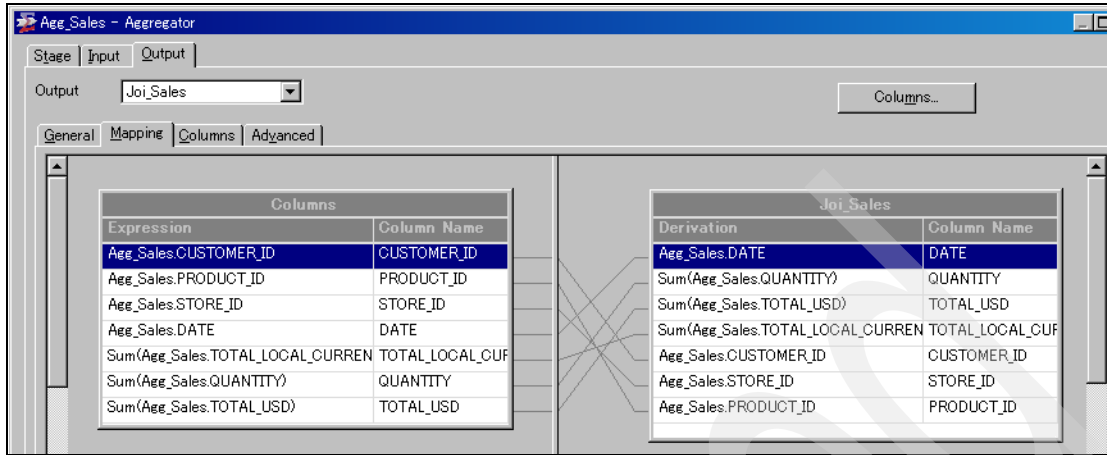 Agg_Sales - Aggregator
Stage Input Output
Output Joi_Sales Columns...
General Mapping Columns Advanced
Columns
Expression Column Name
Agg_Sales.CUSTOMER_ID CUSTOMER_ID
Agg_Sales.PRODUCT_ID PRODUCT_ID
Agg_Sales.STORE_ID STORE_ID
Agg_Sales.DATE DATE
Sum(Agg_Sales.TOTAL_LOCAL_CURREN TOTAL_LOCAL_CUF
Sum(Agg_Sales.QUANTITY) QUANTITY
Sum(Agg_Sales.TOTAL_USD) TOTAL_USD
Joi_Sales
Derivation Column Name
Agg_Sales.DATE DATE
Sum(Agg_Sales.QUANTITY) QUANTITY
Sum(Agg_Sales.TOTAL_USD) TOTAL_USD
Sum(Agg_Sales.TOTAL_LOCAL_CURREN TOTAL_LOCAL_CUF
Agg_Sales.CUSTOMER_ID CUSTOMER_ID
Agg_Sales.STORE_ID STORE_ID
Agg_Sales.PRODUCT_ID PRODUCT_ID